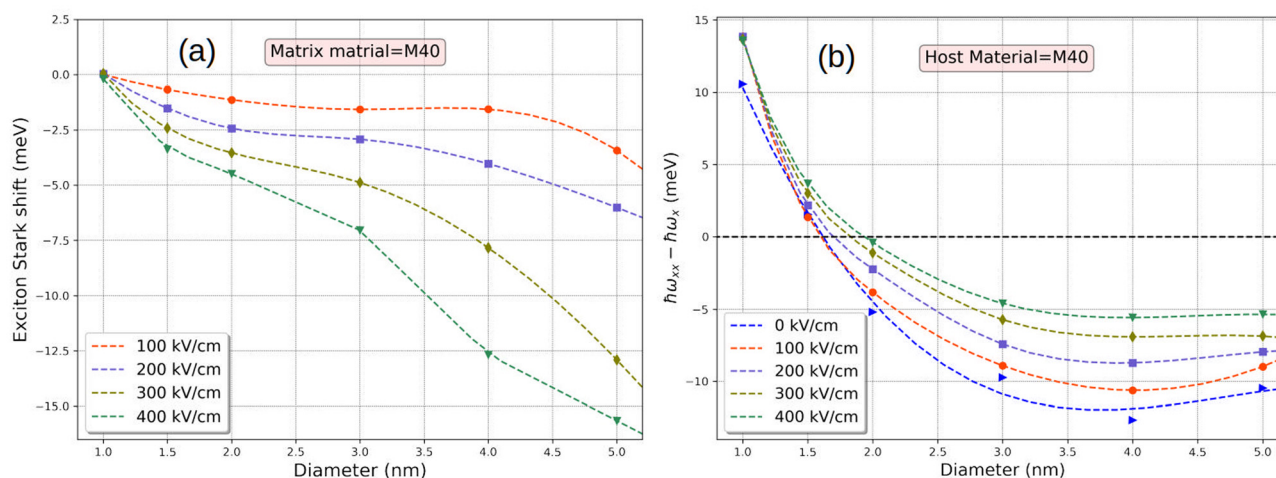 (a)
Matrix matrial=M40
Exciton Stark shift (meV)
2.5
0.0
−2.5
−5.0
−7.5
−10.0
−12.5
−15.0
100 kV/cm
200 kV/cm
300 kV/cm
400 kV/cm
1.0 1.5 2.0 2.5 3.0 3.5 4.0 4.5 5.0
Diameter (nm)
(b)
Host Material=M40
ħω_xx − ħω_x (meV)
15
10
5
0
−5
−10
0 kV/cm
100 kV/cm
200 kV/cm
300 kV/cm
400 kV/cm
1.0 1.5 2.0 2.5 3.0 3.5 4.0 4.5 5.0
Diameter (nm)